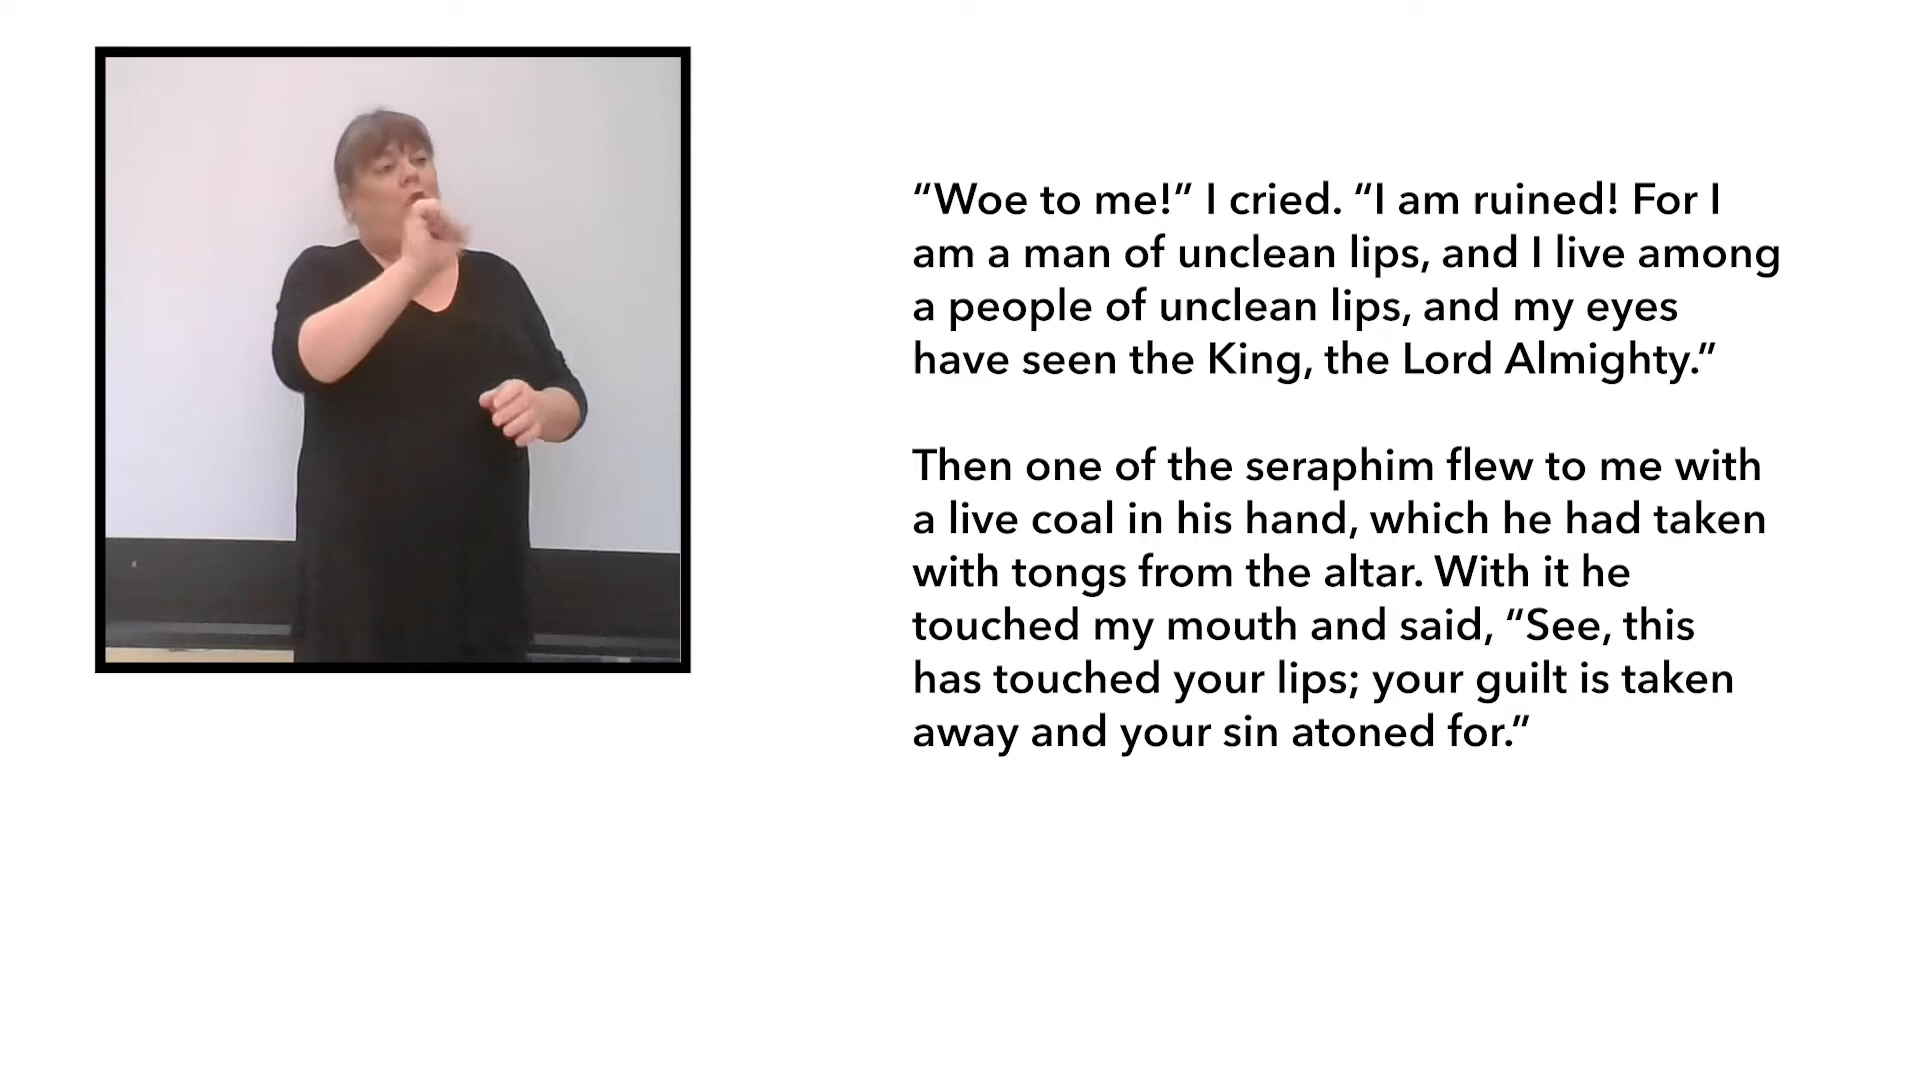 “Woe to me!” I cried. “I am ruined! For I
am a man of unclean lips, and I live among
a people of unclean lips, and my eyes
have seen the King, the Lord Almighty.”
Then one of the seraphim flew to me with
a live coal in his hand, which he had taken
with tongs from the altar. With it he
touched my mouth and said, “See, this
has touched your lips; your guilt is taken
away and your sin atoned for.”